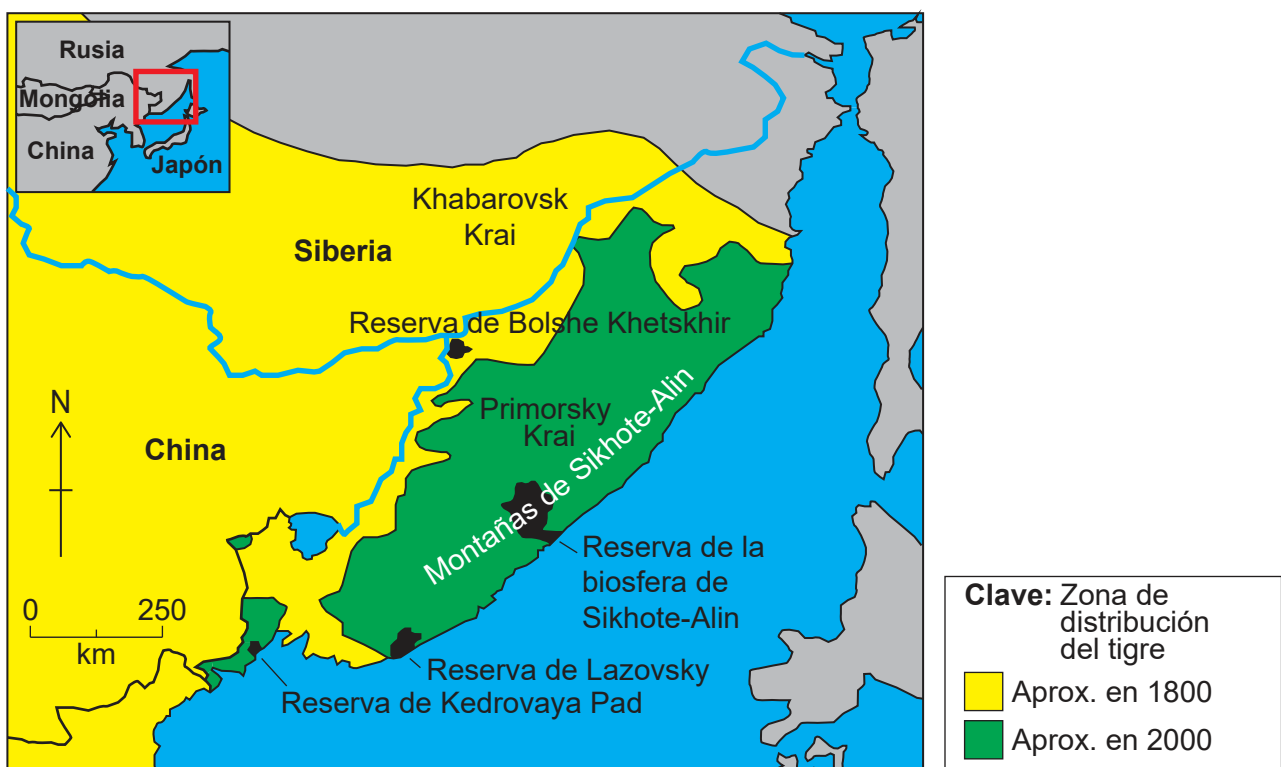 Rusia
Mongolia
China
Japón
Khabarovsk
Krai
Siberia
Reserva de Bolshe Khetskhir
N
Primorsky
Krai
China
Montañas de Sikhote-Alin
Reserva de la
biosfera de
Sikhote-Alin
0 250
km
Reserva de Lazovsky
Reserva de Kedrovaya Pad
Clave: Zona de
distribución
del tigre
Aprox. en 1800
Aprox. en 2000